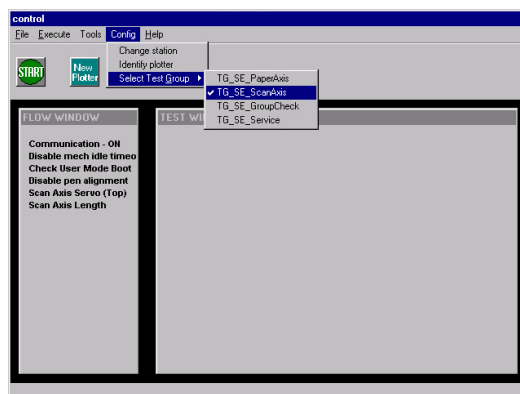 control
File Execute Tools Config Help
START
New
Plotter
Change station
Identify plotter
Select Test Group
TG_SE_PaperAxis
TG_SE_ScanAxis
TG_SE_GroupCheck
TG_SE_Service
FLOW WINDOW
TEST WI
Communication - ON
Disable mech idle timeo
Check User Mode Boot
Disable pen alignment
Scan Axis Servo (Top)
Scan Axis Length